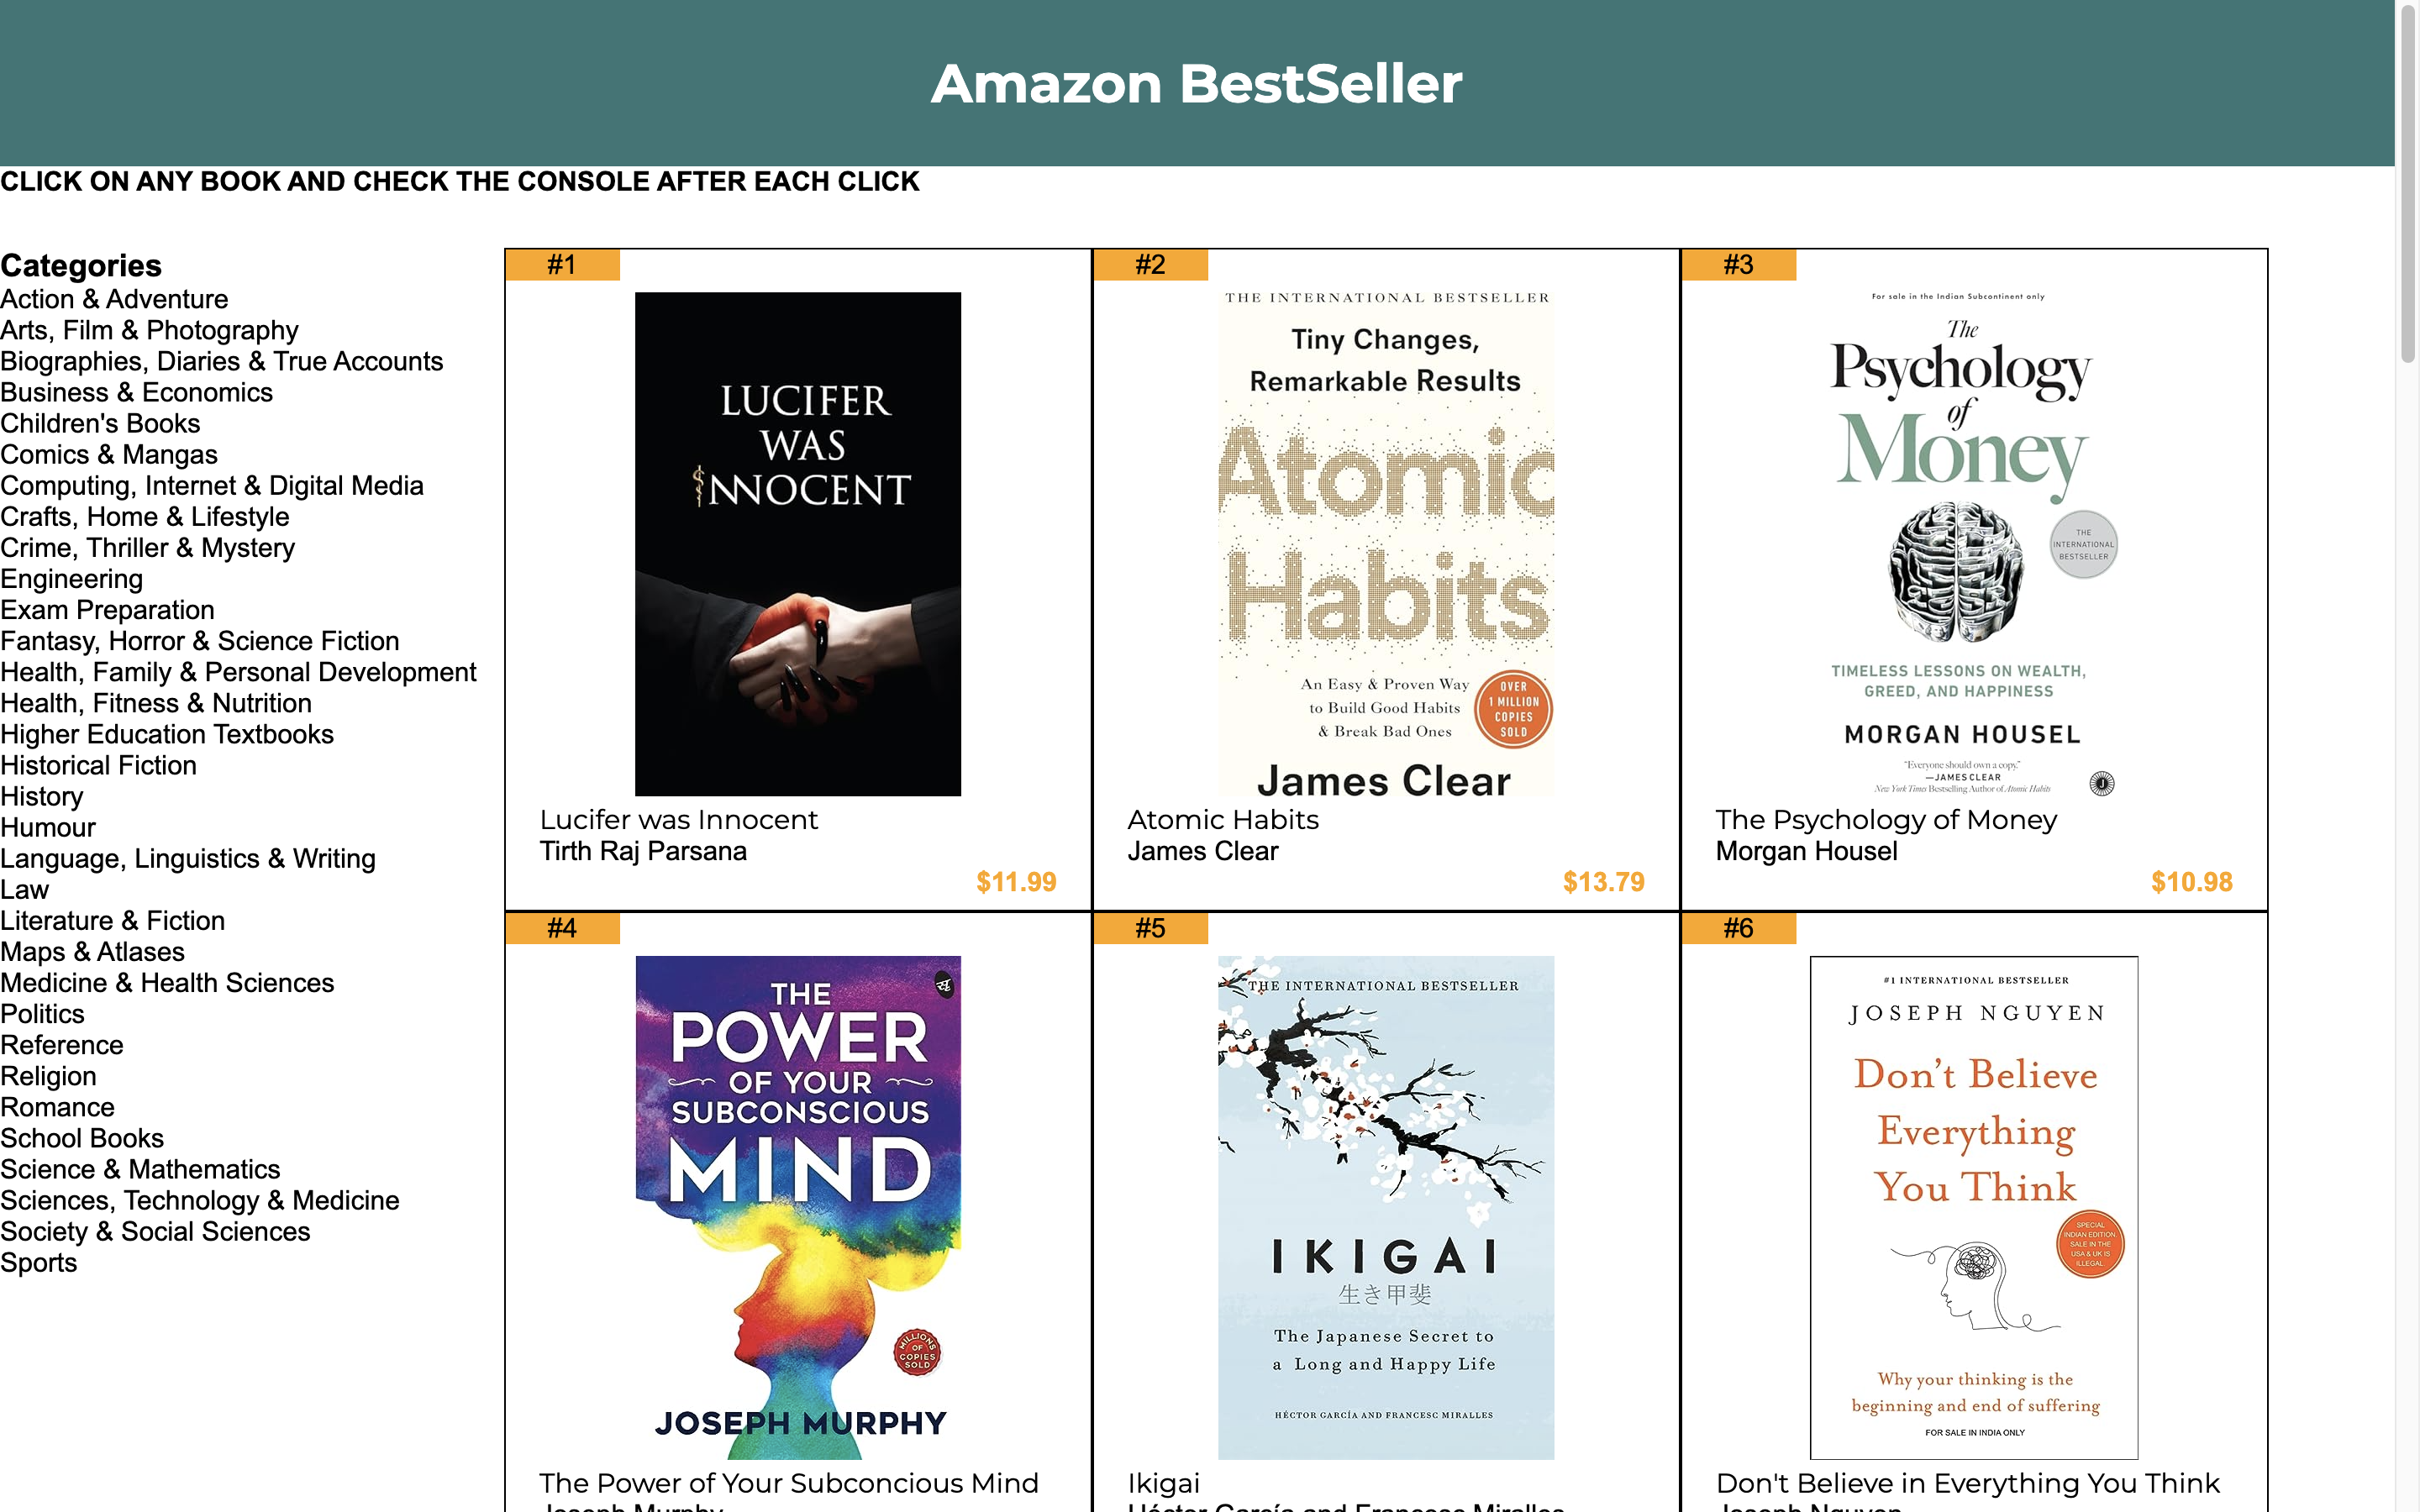 Amazon BestSeller
CLICK ON ANY BOOK AND CHECK THE CONSOLE AFTER EACH CLICK
Categories
Action & Adventure
Arts, Film & Photography
Biographies, Diaries & True Accounts
Business & Economics
Children's Books
Comics & Mangas
Computing, Internet & Digital Media
Crafts, Home & Lifestyle
Crime, Thriller & Mystery
Engineering
Exam Preparation
Fantasy, Horror & Science Fiction
Health, Family & Personal Development
Health, Fitness & Nutrition
Higher Education Textbooks
Historical Fiction
History
Humour
Language, Linguistics & Writing
Law
Literature & Fiction
Maps & Atlases
Medicine & Health Sciences
Politics
Reference
Religion
Romance
School Books
Science & Mathematics
Sciences, Technology & Medicine
Society & Social Sciences
Sports
#1
LUCIFER
WAS
INNOCENT
Lucifer was Innocent
Tirth Raj Parsana
$11.99
#2
THE INTERNATIONAL BESTSELLER
Tiny Changes,
Remarkable Results
Atomic
Habits
An Easy & Proven Way
to Build Good Habits
& Break Bad Ones
OVER
1 MILLION
COPIES
SOLD
James Clear
Atomic Habits
James Clear
$13.79
#3
For sale in the Indian Subcontinent only
The
Psychology
of
Money
THE
INTERNATIONAL
BESTSELLER
TIMELESS LESSONS ON WEALTH,
GREED, AND HAPPINESS
MORGAN HOUSEL
"Everyone should own a copy."
—JAMES CLEAR
New York Times Bestselling Author of Atomic Habits
The Psychology of Money
Morgan Housel
$10.98
#4
THE
POWER
OF YOUR
SUBCONSCIOUS
MIND
MILLIONS
OF
COPIES
SOLD
JOSEPH MURPHY
The Power of Your Subconcious Mind
Joseph Murphy
#5
THE INTERNATIONAL BESTSELLER
IKIGAI
生き甲斐
The Japanese Secret to
a Long and Happy Life
HÉCTOR GARCÍA AND FRANCESC MIRALLES
Ikigai
Héctor García and Francesc Miralles
#6
#1 INTERNATIONAL BESTSELLER
JOSEPH NGUYEN
Don't Believe
Everything
You Think
SPECIAL
INDIAN EDITION.
SALE IN THE
USA & UK IS
ILLEGAL
Why your thinking is the
beginning and end of suffering
FOR SALE IN INDIA ONLY
Don't Believe in Everything You Think
Joseph Nguyen